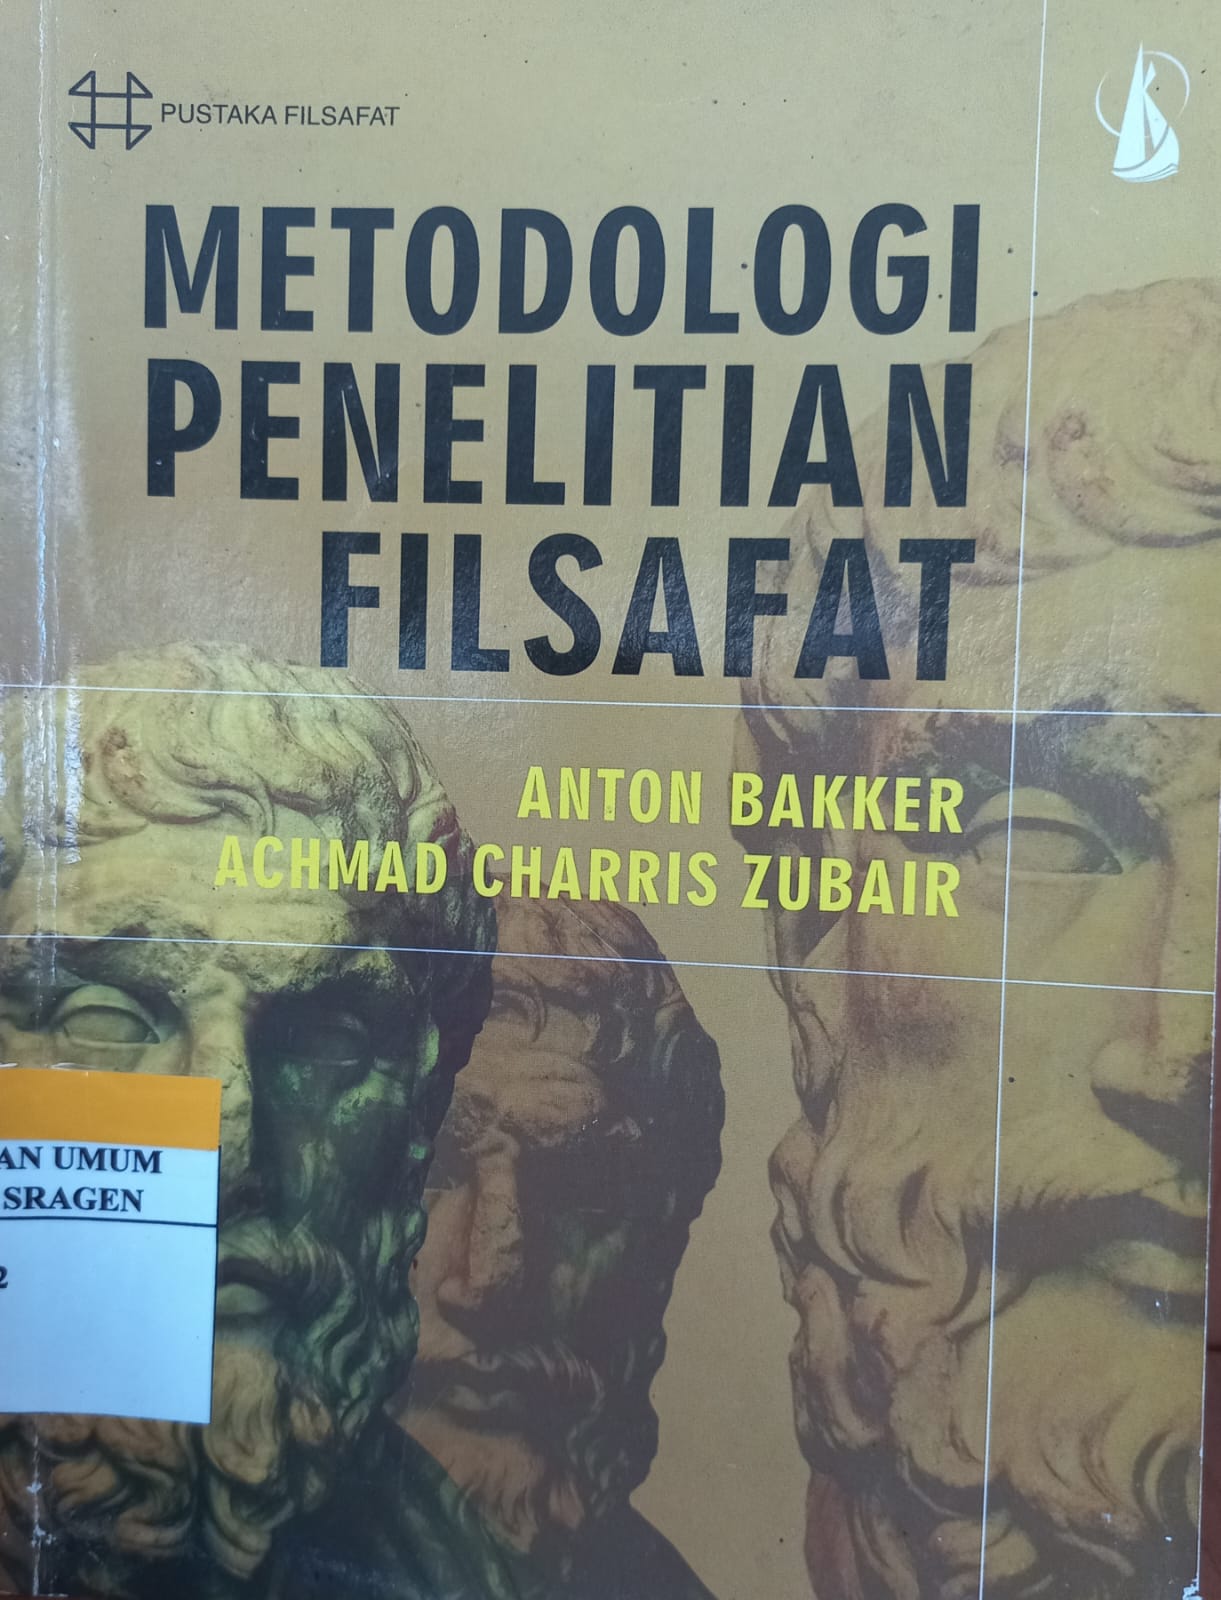 PUSTAKA FILSAFAT
METODOLOGI
PENELITIAN
FILSAFAT
ANTON BAKKER
ACHMAD CHARRIS ZUBAIR
AN UMUM
SRAGEN
2